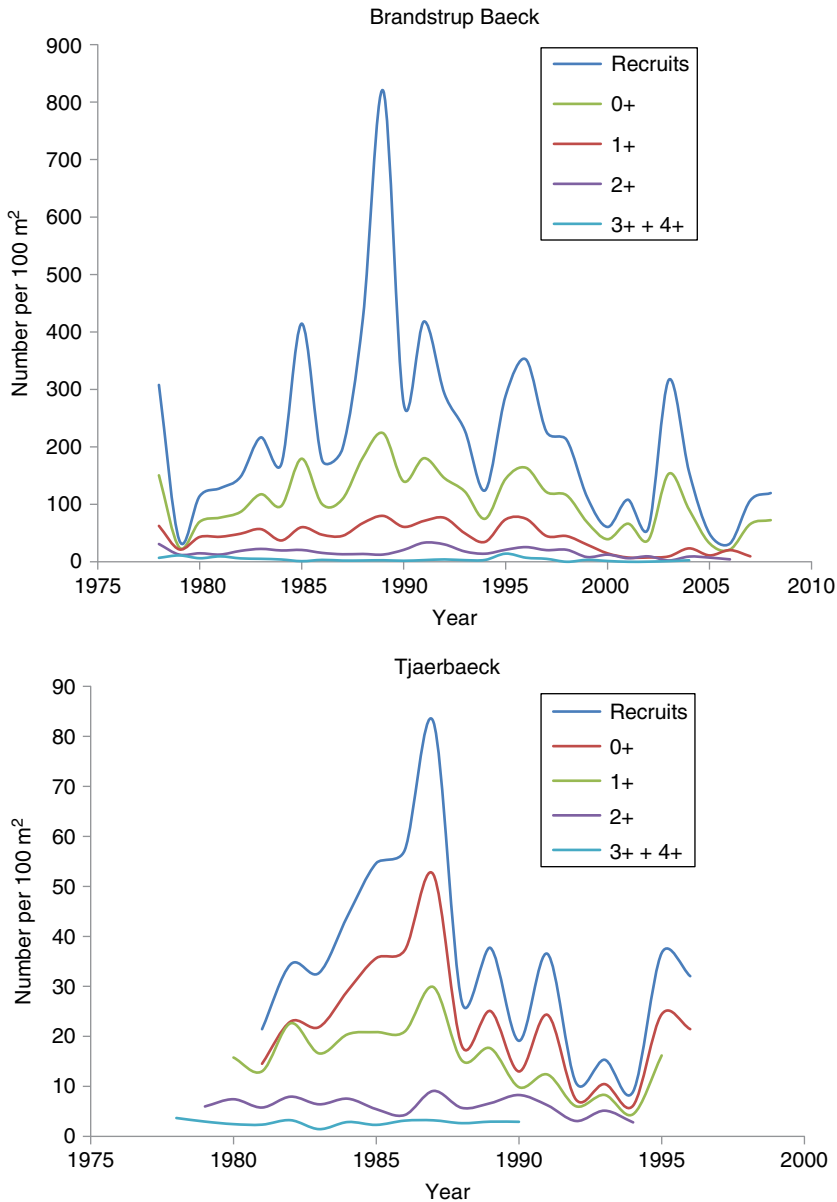 Brandstrup Baeck
900
800
700
600
500
400
300
200
100
0
Number per 100 m²
Recruits
0+
1+
2+
3+ + 4+
1975 1980 1985 1990 1995 2000 2005 2010
Year
Tjaerbaeck
90
80
70
60
50
40
30
20
10
0
Number per 100 m²
Recruits
0+
1+
2+
3+ + 4+
1975 1980 1985 1990 1995 2000
Year